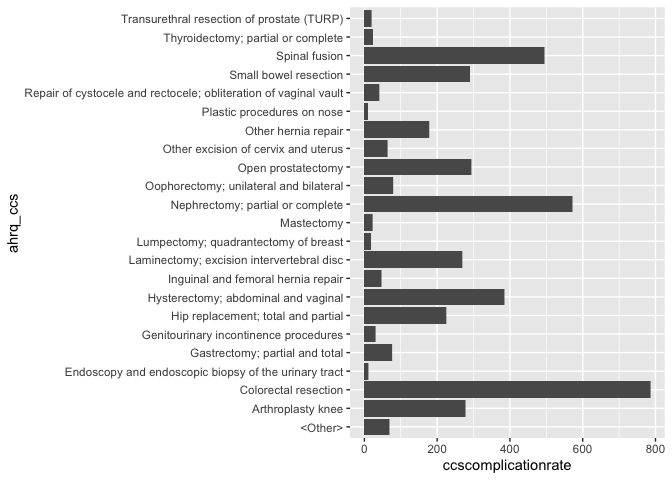 Transurethral resection of prostate (TURP)
Thyroidectomy; partial or complete
Spinal fusion
Small bowel resection
Repair of cystocele and rectocele; obliteration of vaginal vault
Plastic procedures on nose
Other hernia repair
Other excision of cervix and uterus
Open prostatectomy
Oophorectomy; unilateral and bilateral
Nephrectomy; partial or complete
Mastectomy
Lumpectomy; quadrantectomy of breast
Laminectomy; excision intervertebral disc
Inguinal and femoral hernia repair
Hysterectomy; abdominal and vaginal
Hip replacement; total and partial
Genitourinary incontinence procedures
Gastrectomy; partial and total
Endoscopy and endoscopic biopsy of the urinary tract
Colorectal resection
Arthroplasty knee
<Other>
ahrq_ccs
0 200 400 600 800
ccscomplicationrate